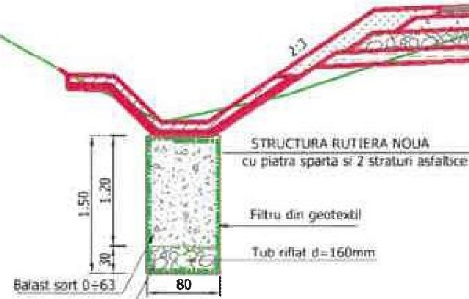 2:3
STRUCTURA RUTIERA NOUA
cu piatra sparta si 2 straturi asfaltice
1.50
1.20
Filtru din geotextil
30
Tub riflat d=160mm
Balast sort 0÷63
80